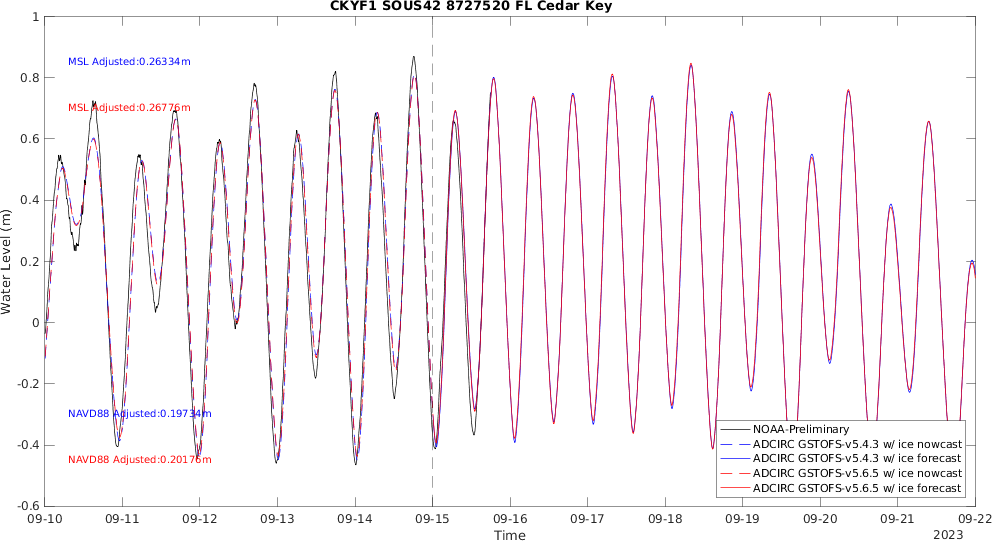 CKYF1 SOUS42 8727520 FL Cedar Key
1
0.8
0.6
0.4
0.2
0
-0.2
-0.4
-0.6
Water Level (m)
MSL Adjusted:0.26334m
MSL Adjusted:0.26776m
NAVD88 Adjusted:0.19734m
NAVD88 Adjusted:0.20176m
NOAA-Preliminary
ADCIRC GSTOFS-v5.4.3 w/ ice nowcast
ADCIRC GSTOFS-v5.4.3 w/ ice forecast
ADCIRC GSTOFS-v5.6.5 w/ ice nowcast
ADCIRC GSTOFS-v5.6.5 w/ ice forecast
09-10 09-11 09-12 09-13 09-14 09-15 09-16 09-17 09-18 09-19 09-20 09-21 09-22
Time
2023